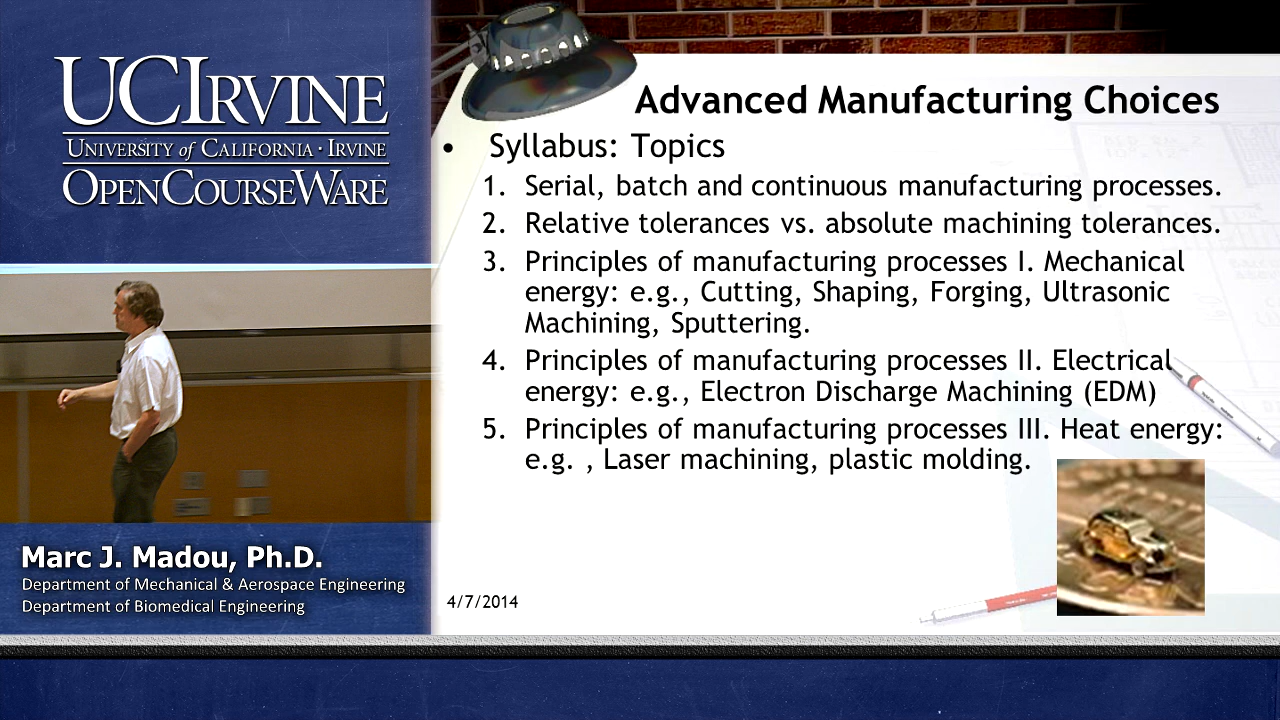 UCIRVINE
UNIVERSITY of CALIFORNIA · IRVINE
OPENCOURSEWARE
Marc J. Madou, Ph.D.
Department of Mechanical & Aerospace Engineering
Department of Biomedical Engineering
Advanced Manufacturing Choices
• Syllabus: Topics
1. Serial, batch and continuous manufacturing processes.
2. Relative tolerances vs. absolute machining tolerances.
3. Principles of manufacturing processes I. Mechanical
energy: e.g., Cutting, Shaping, Forging, Ultrasonic
Machining, Sputtering.
4. Principles of manufacturing processes II. Electrical
energy: e.g., Electron Discharge Machining (EDM)
5. Principles of manufacturing processes III. Heat energy:
e.g. , Laser machining, plastic molding.
4/7/2014